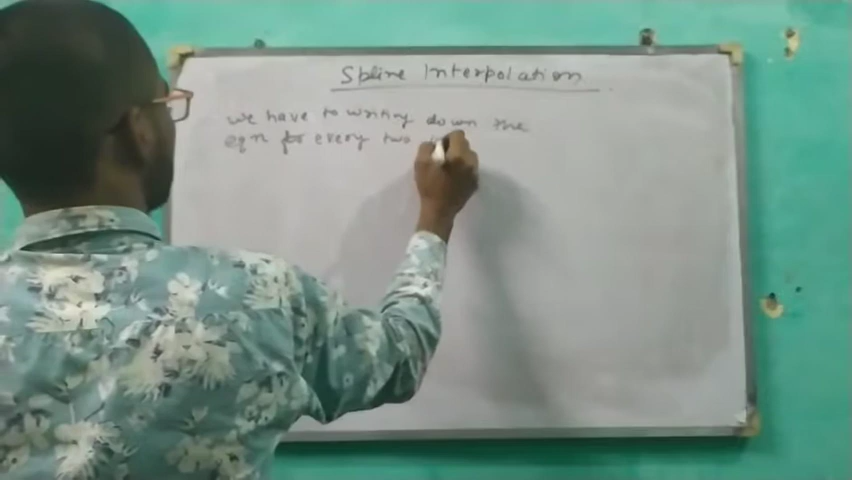 Spline Interpolation
we have to writing down the
eqn for every two